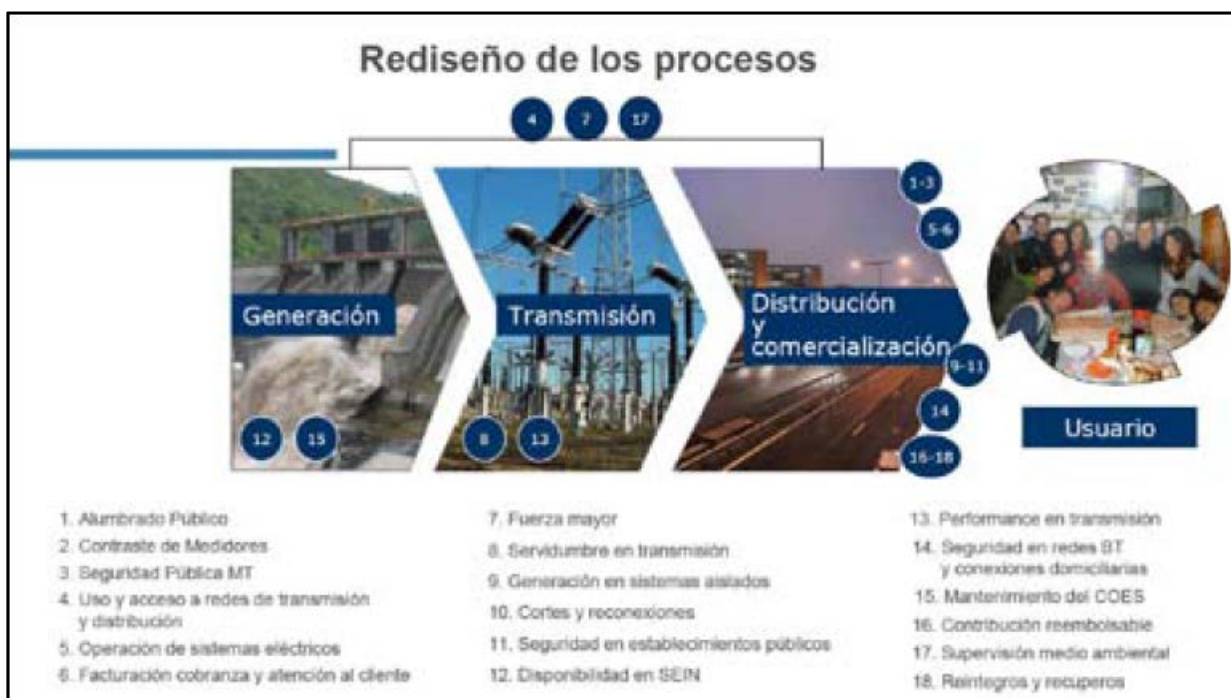 Rediseño de los procesos
4
7
17
1-3
5-6
Generación
Transmisión
Distribución
y
comercialización
9-11
12
15
8
13
14
16-18
Usuario
1. Alumbrado Público
2. Contraste de Medidores
3. Seguridad Pública MT
4. Uso y acceso a redes de transmisión
y distribución
5. Operación de sistemas eléctricos
6. Facturación cobranza y atención al cliente
7. Fuerza mayor
8. Servidumbre en transmisión
9. Generación en sistemas aislados
10. Cortes y reconexiones
11. Seguridad en establecimientos públicos
12. Disponibilidad en SEIN
13. Performance en transmisión
14. Seguridad en redes BT
y conexiones domiciliarias
15. Mantenimiento del COES
16. Contribución reembolsable
17. Supervisión medio ambiental
18. Reintegros y recuperos